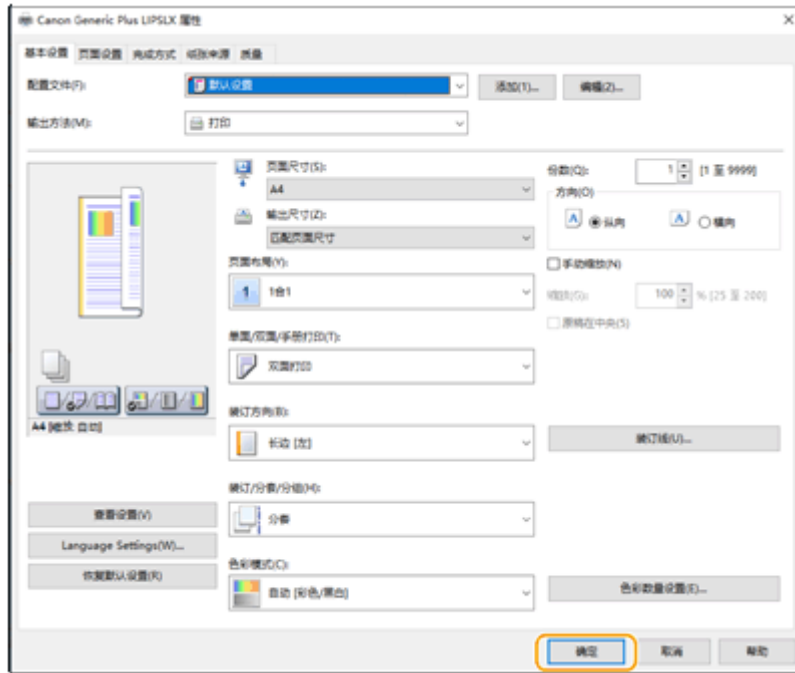 Canon Generic Plus LIPSLX 属性
基本设置 页面设置 完成方式 纸张来源 质量
配置文件(F): 默认设置 添加(1)... 编辑(2)...
输出方法(M): 打印
页面尺寸(S): 份数(Q): 1 [1 至 9999]
A4 方向(O)
输出尺寸(Z): 纵向 横向
匹配页面尺寸
页面布局(Y): 手动缩放(N)
1 1合1 缩放(G): 100 % [25 至 200]
原稿在中央(S)
单面/双面/手册打印(T):
双面打印
装订方向(B):
A4 [缩放: 自动]
长边 [左] 装订线(U)...
装订/分套/分组(H):
查看设置(V) 分套
Language Settings(W)...
色彩模式(C):
恢复默认设置(R) 自动 [彩色/黑白] 色彩数量设置(E)...
确定 取消 帮助